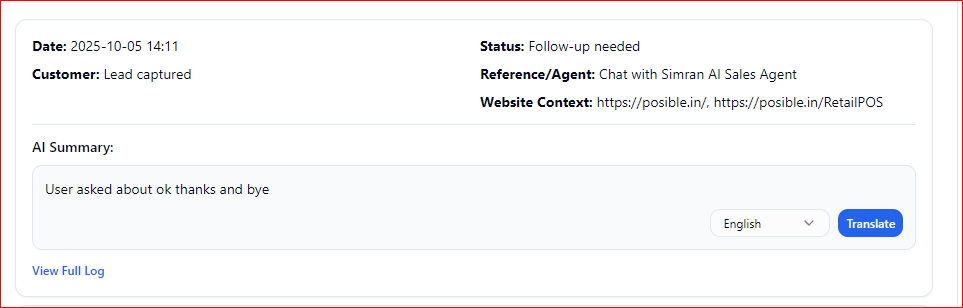 Date: 2025-10-05 14:11
Status: Follow-up needed
Customer: Lead captured
Reference/Agent: Chat with Simran AI Sales Agent
Website Context: https://posible.in/, https://posible.in/RetailPOS
AI Summary:
User asked about ok thanks and bye
English
Translate
View Full Log